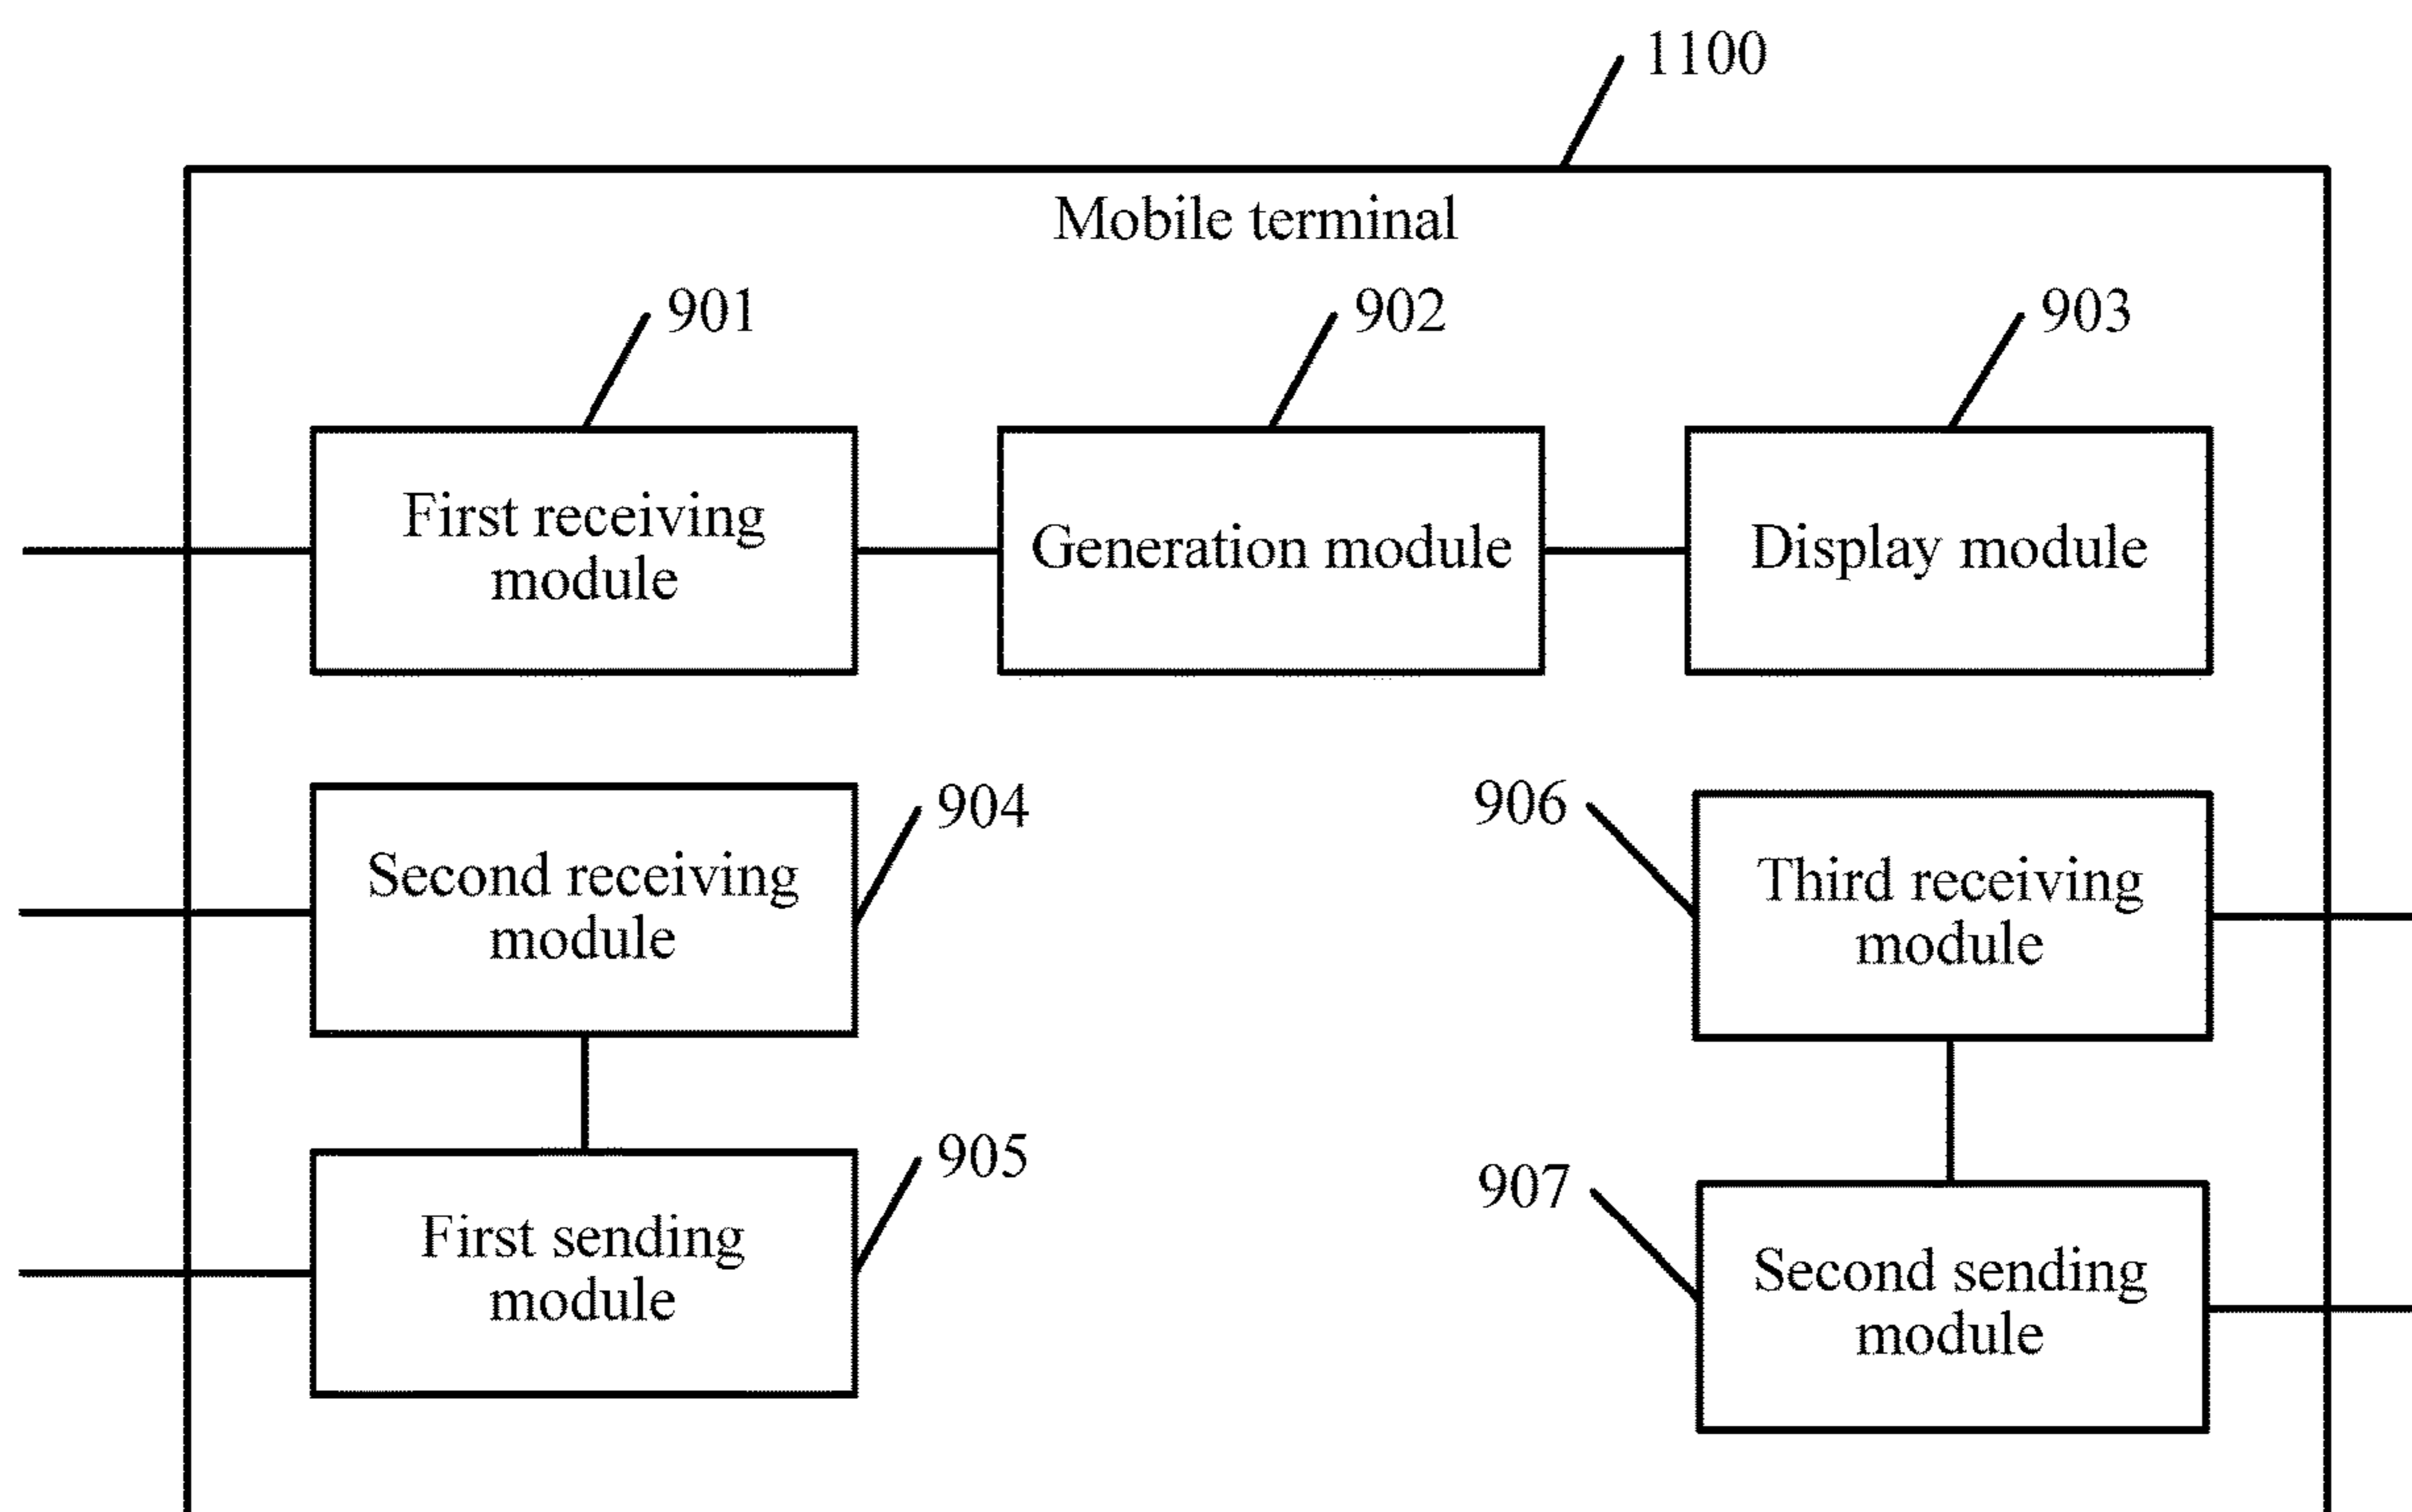 1100
Mobile terminal
901
902
903
First receiving
module
Generation module
Display module
904
906
Second receiving
module
Third receiving
module
905
907
First sending
module
Second sending
module